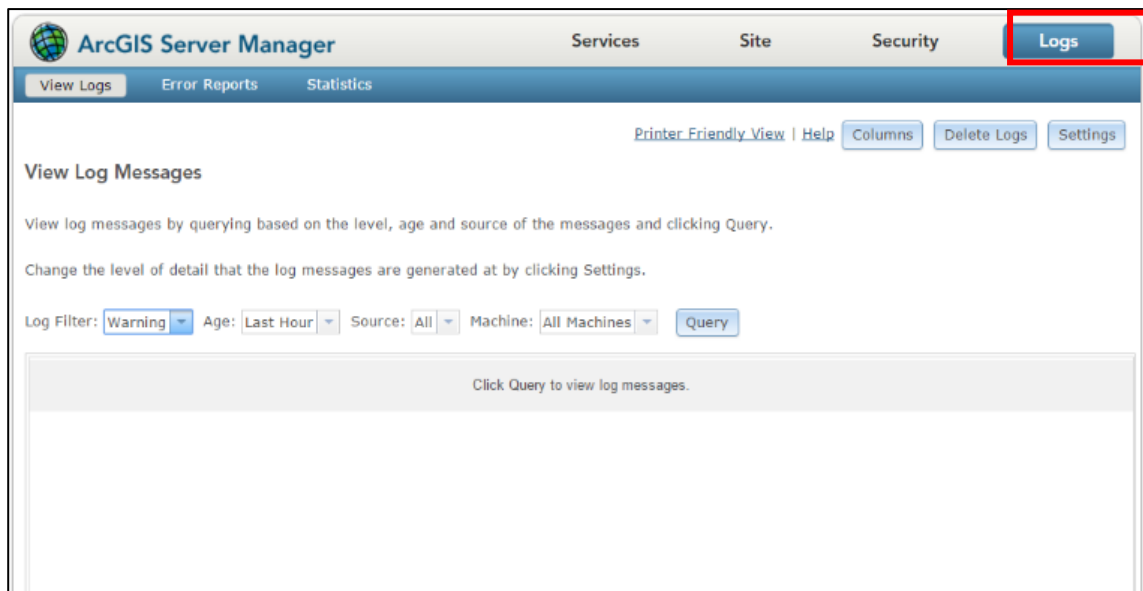 ArcGIS Server Manager Services Site Security Logs
View Logs Error Reports Statistics
Printer Friendly View | Help Columns Delete Logs Settings
View Log Messages
View log messages by querying based on the level, age and source of the messages and clicking Query.
Change the level of detail that the log messages are generated at by clicking Settings.
Log Filter: Warning Age: Last Hour Source: All Machine: All Machines Query
Click Query to view log messages.